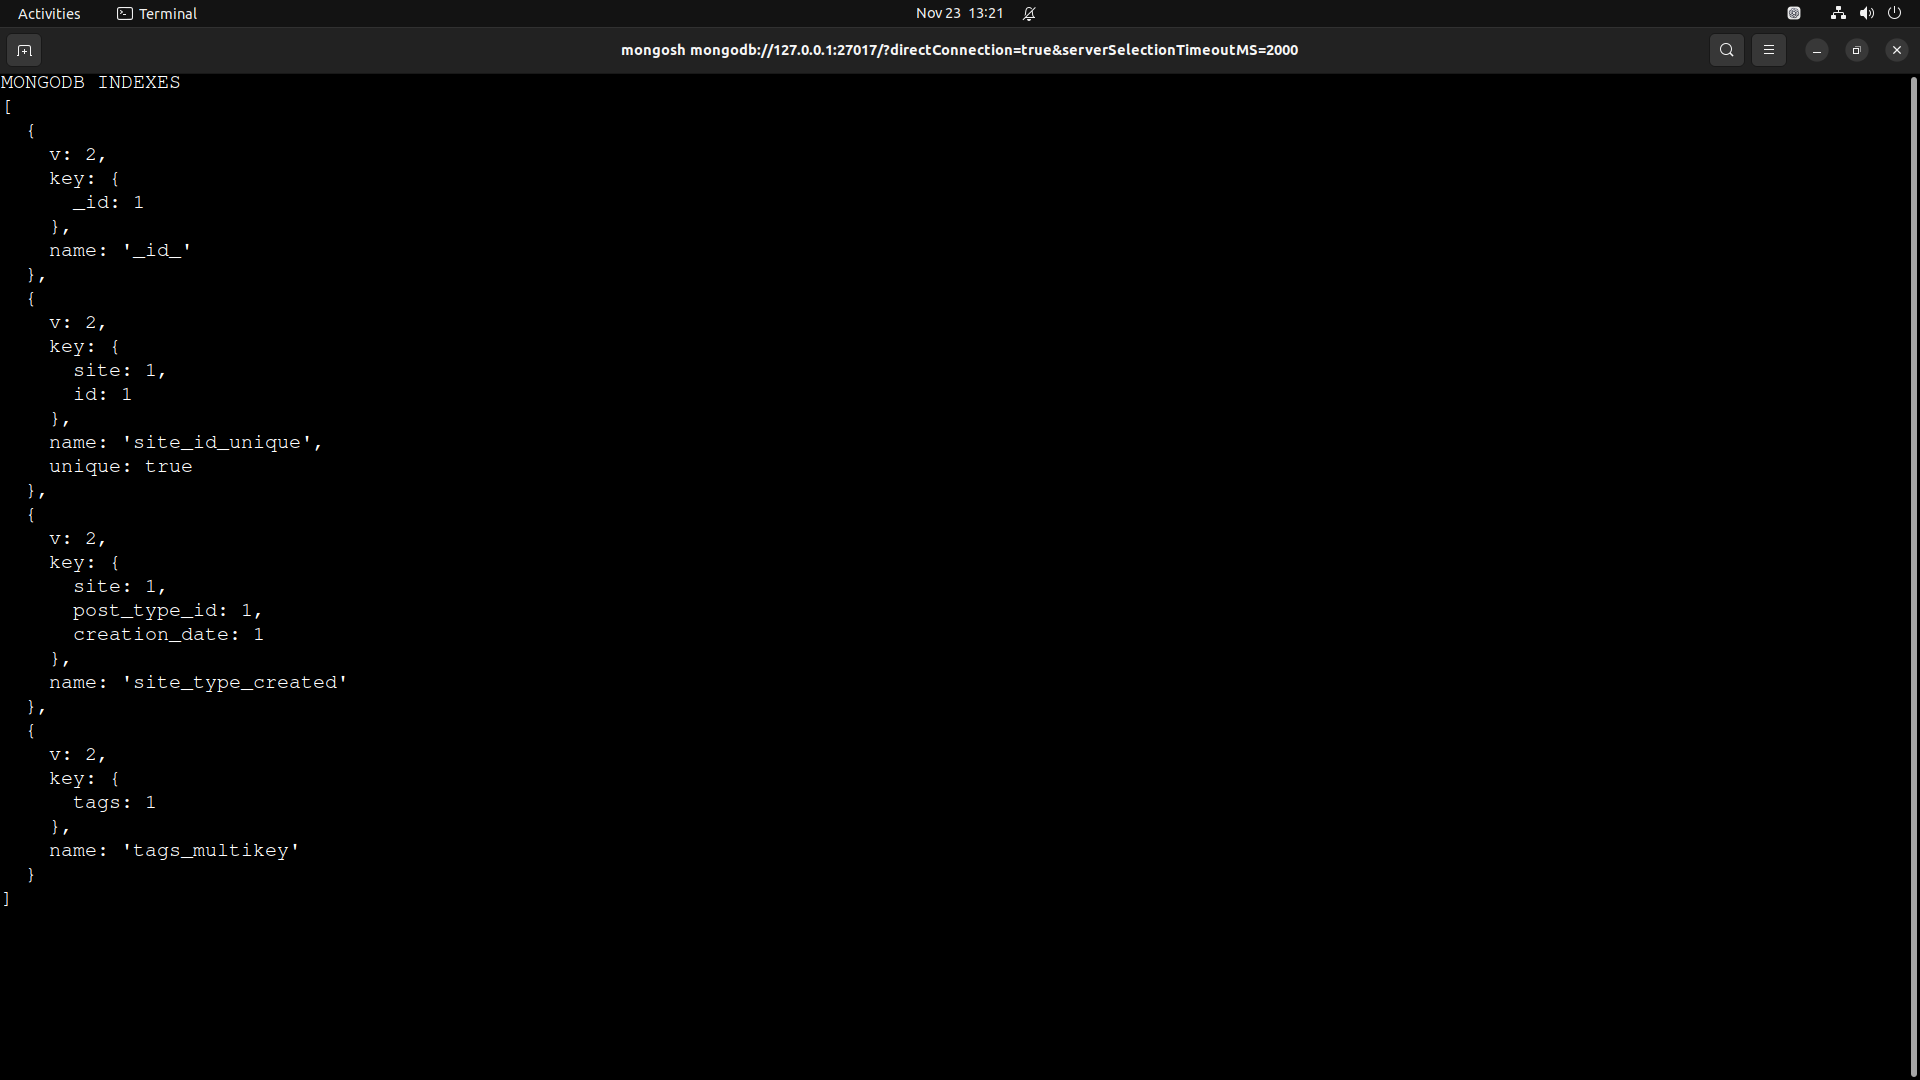 Activities
Terminal
Nov 23 13:21
mongosh mongodb://127.0.0.1:27017/?directConnection=true&serverSelectionTimeoutMS=2000
MONGODB INDEXES
[
  {
    v: 2,
    key: {
      _id: 1
    },
    name: '_id_'
  },
  {
    v: 2,
    key: {
      site: 1,
      id: 1
    },
    name: 'site_id_unique',
    unique: true
  },
  {
    v: 2,
    key: {
      site: 1,
      post_type_id: 1,
      creation_date: 1
    },
    name: 'site_type_created'
  },
  {
    v: 2,
    key: {
      tags: 1
    },
    name: 'tags_multikey'
  }
]